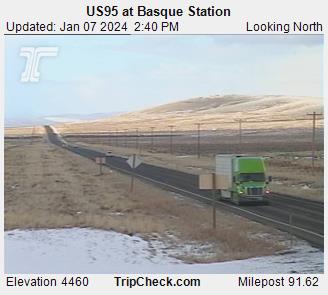 US95 at Basque Station
Updated: Jan 07 2024 2:40 PM Looking North
Elevation 4460 TripCheck.com Milepost 91.62